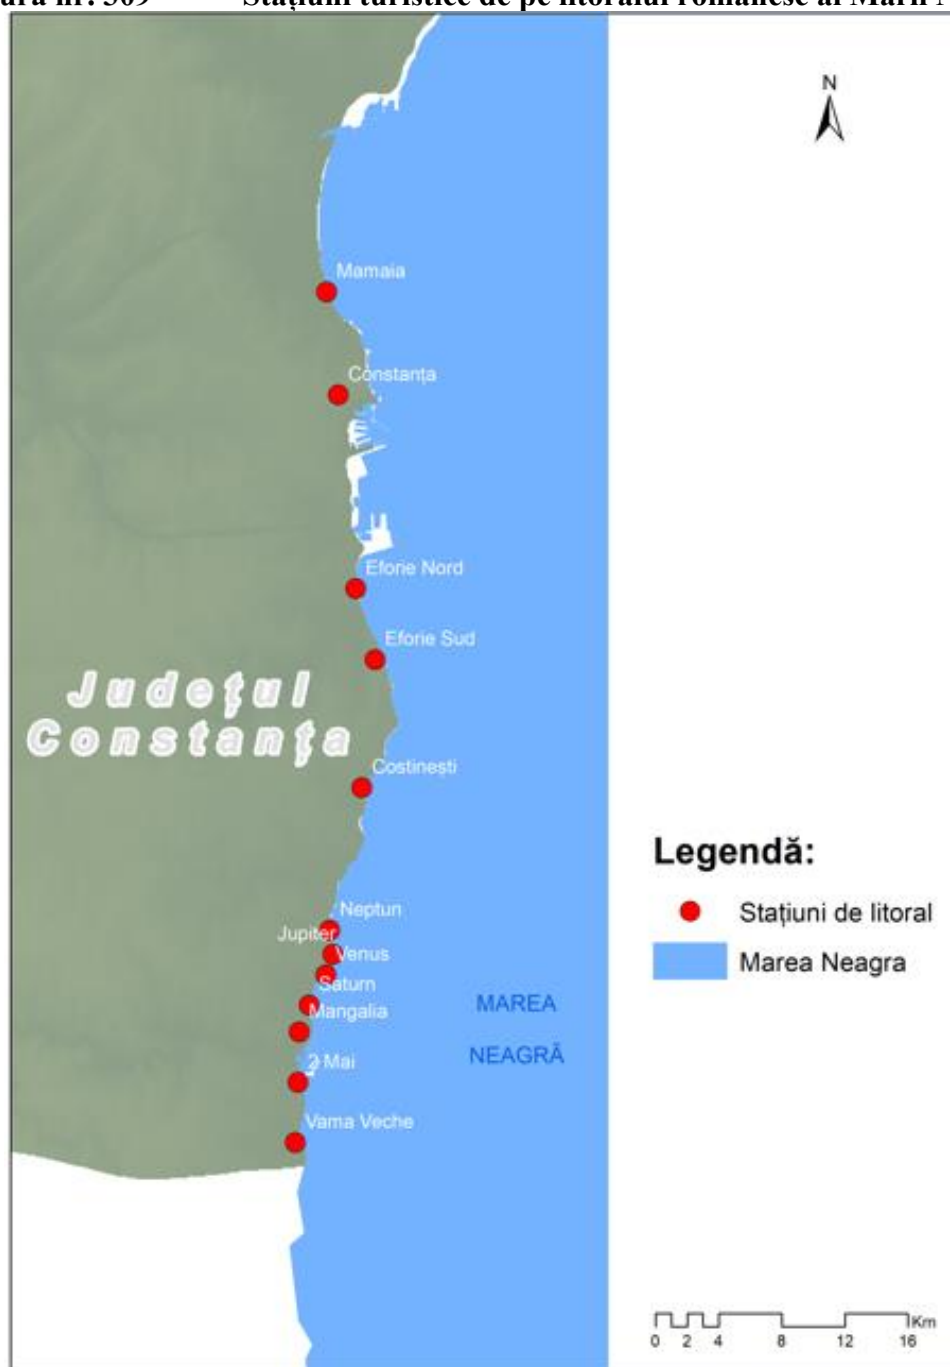 Stațiuni turistice de pe litoralul românesc al Mării
N
Mamaia
Constanța
Eforie Nord
Eforie Sud
Județul
Constanța
Costinești
Neptun
Jupiter
Venus
Saturn
Mangalia
2 Mai
Vama Veche
MAREA
NEAGRĂ
Legendă:
Stațiuni de litoral
Marea Neagra
Km
0 2 4 8 12 16